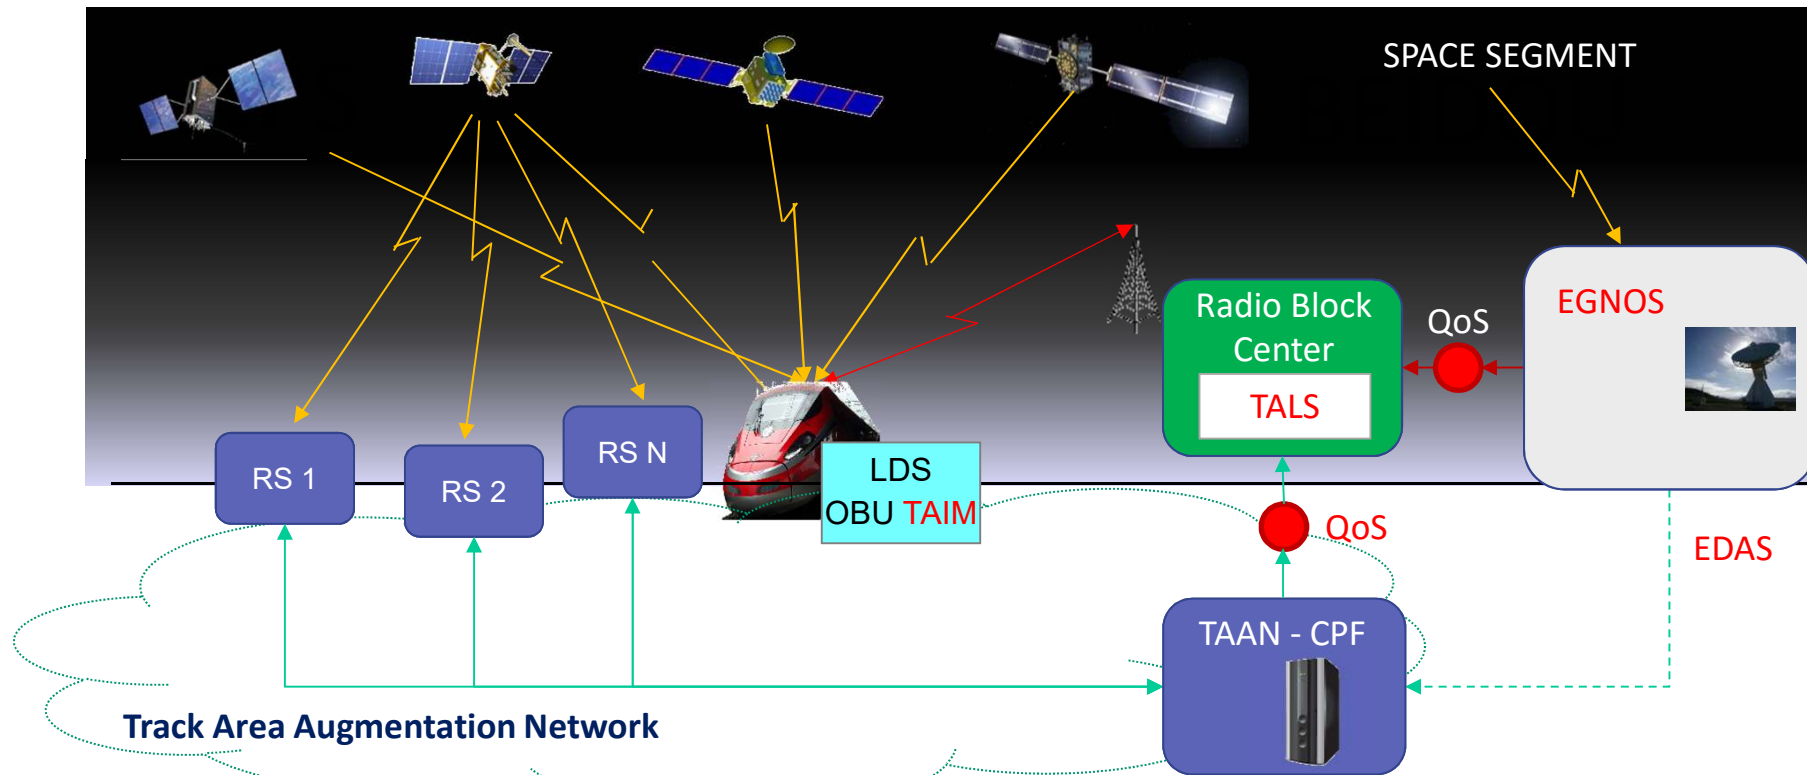 SPACE SEGMENT
EGNOS
Radio Block
Center
TALS
QoS
RS 1
RS 2
RS N
LDS
OBU TAIM
QoS
EDAS
TAAN - CPF
Track Area Augmentation Network